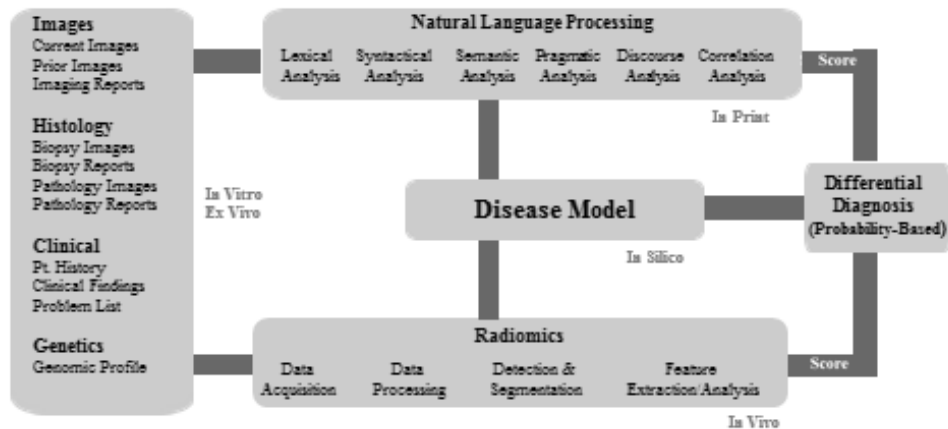 Images
Current Images
Prior Images
Imaging Reports
Histology
Biopsy Images
Biopsy Reports
Pathology Images
Pathology Reports
Clinical
Pt. History
Clinical Findings
Problem List
Genetics
Genomic Profile
In Vitro
Ex Vivo
Natural Language Processing
Lexical Analysis
Syntactical Analysis
Semantic Analysis
Pragmatic Analysis
Discourse Analysis
Correlation Analysis
In Print
Score
Disease Model
In Silico
Differential
Diagnosis
(Probability-Based)
Radiomics
Data Acquisition
Data Processing
Detection & Segmentation
Feature Extraction/Analysis
Score
In Vivo